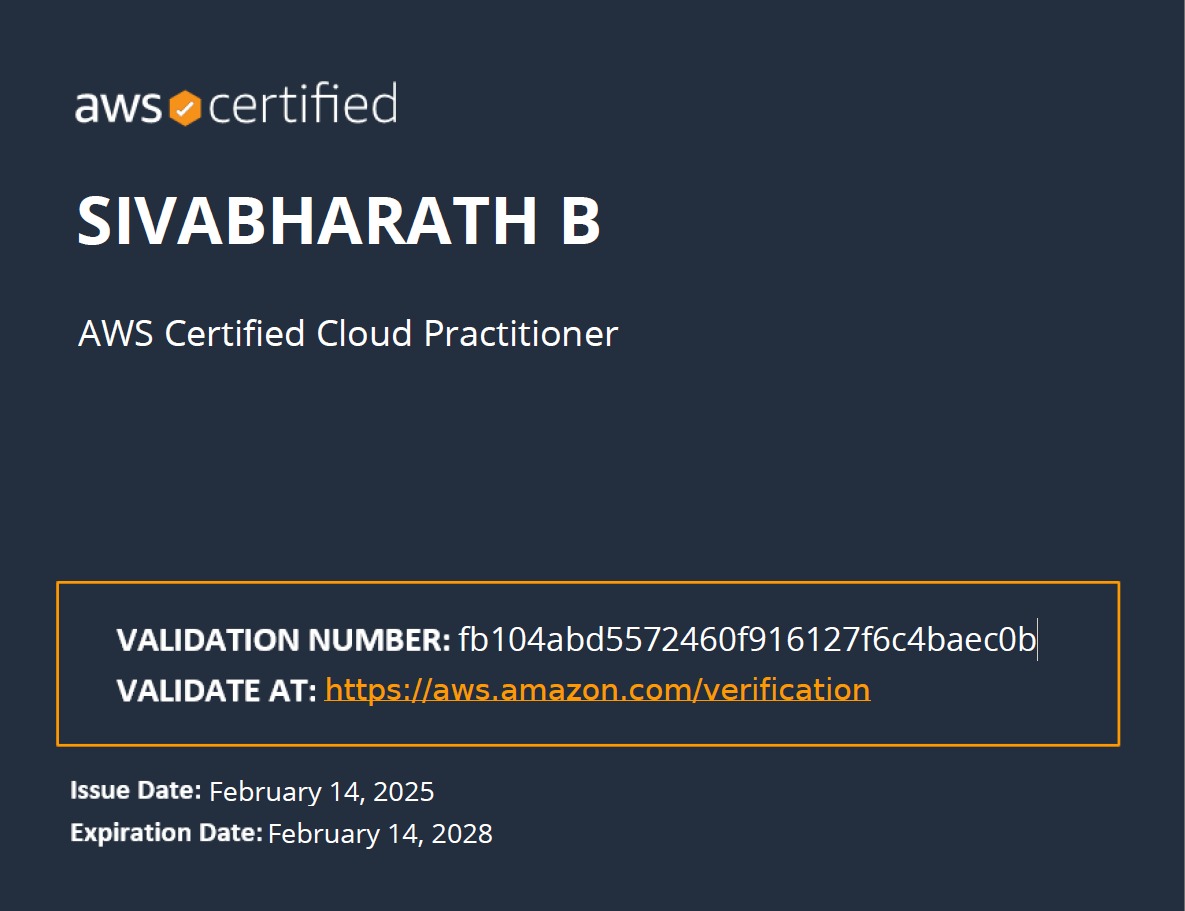 aws certified
SIVABHARATH B
AWS Certified Cloud Practitioner
VALIDATION NUMBER: fb104abd5572460f916127f6c4baec0b
VALIDATE AT: https://aws.amazon.com/verification
Issue Date: February 14, 2025
Expiration Date: February 14, 2028